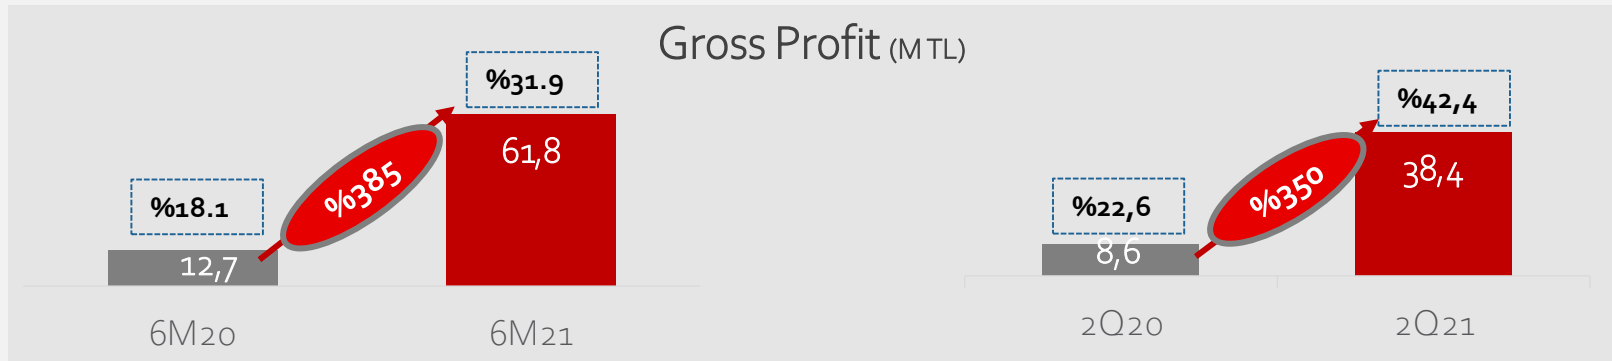 Gross Profit (M TL)
%31.9
61,8
%385
%18.1
12,7
6M20
6M21
%42,4
38,4
%350
%22,6
8,6
2Q20
2Q21